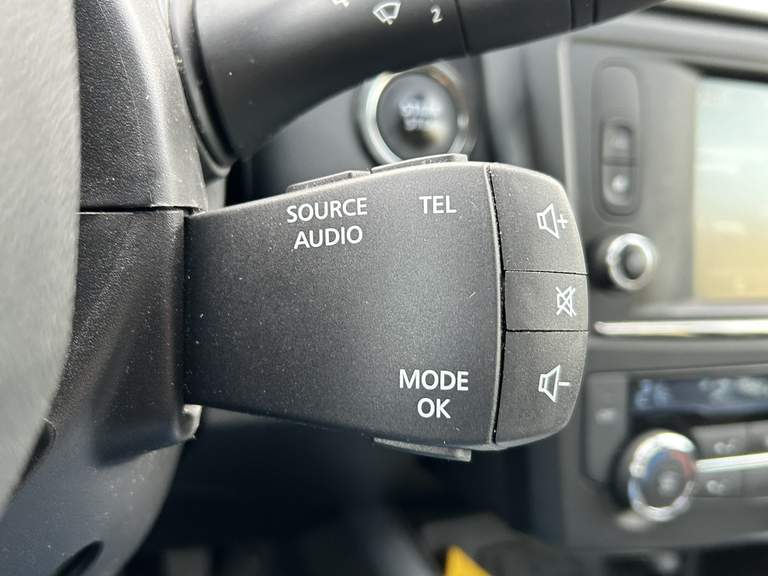 2
SOURCE
AUDIO
TEL
+
MODE
OK
-